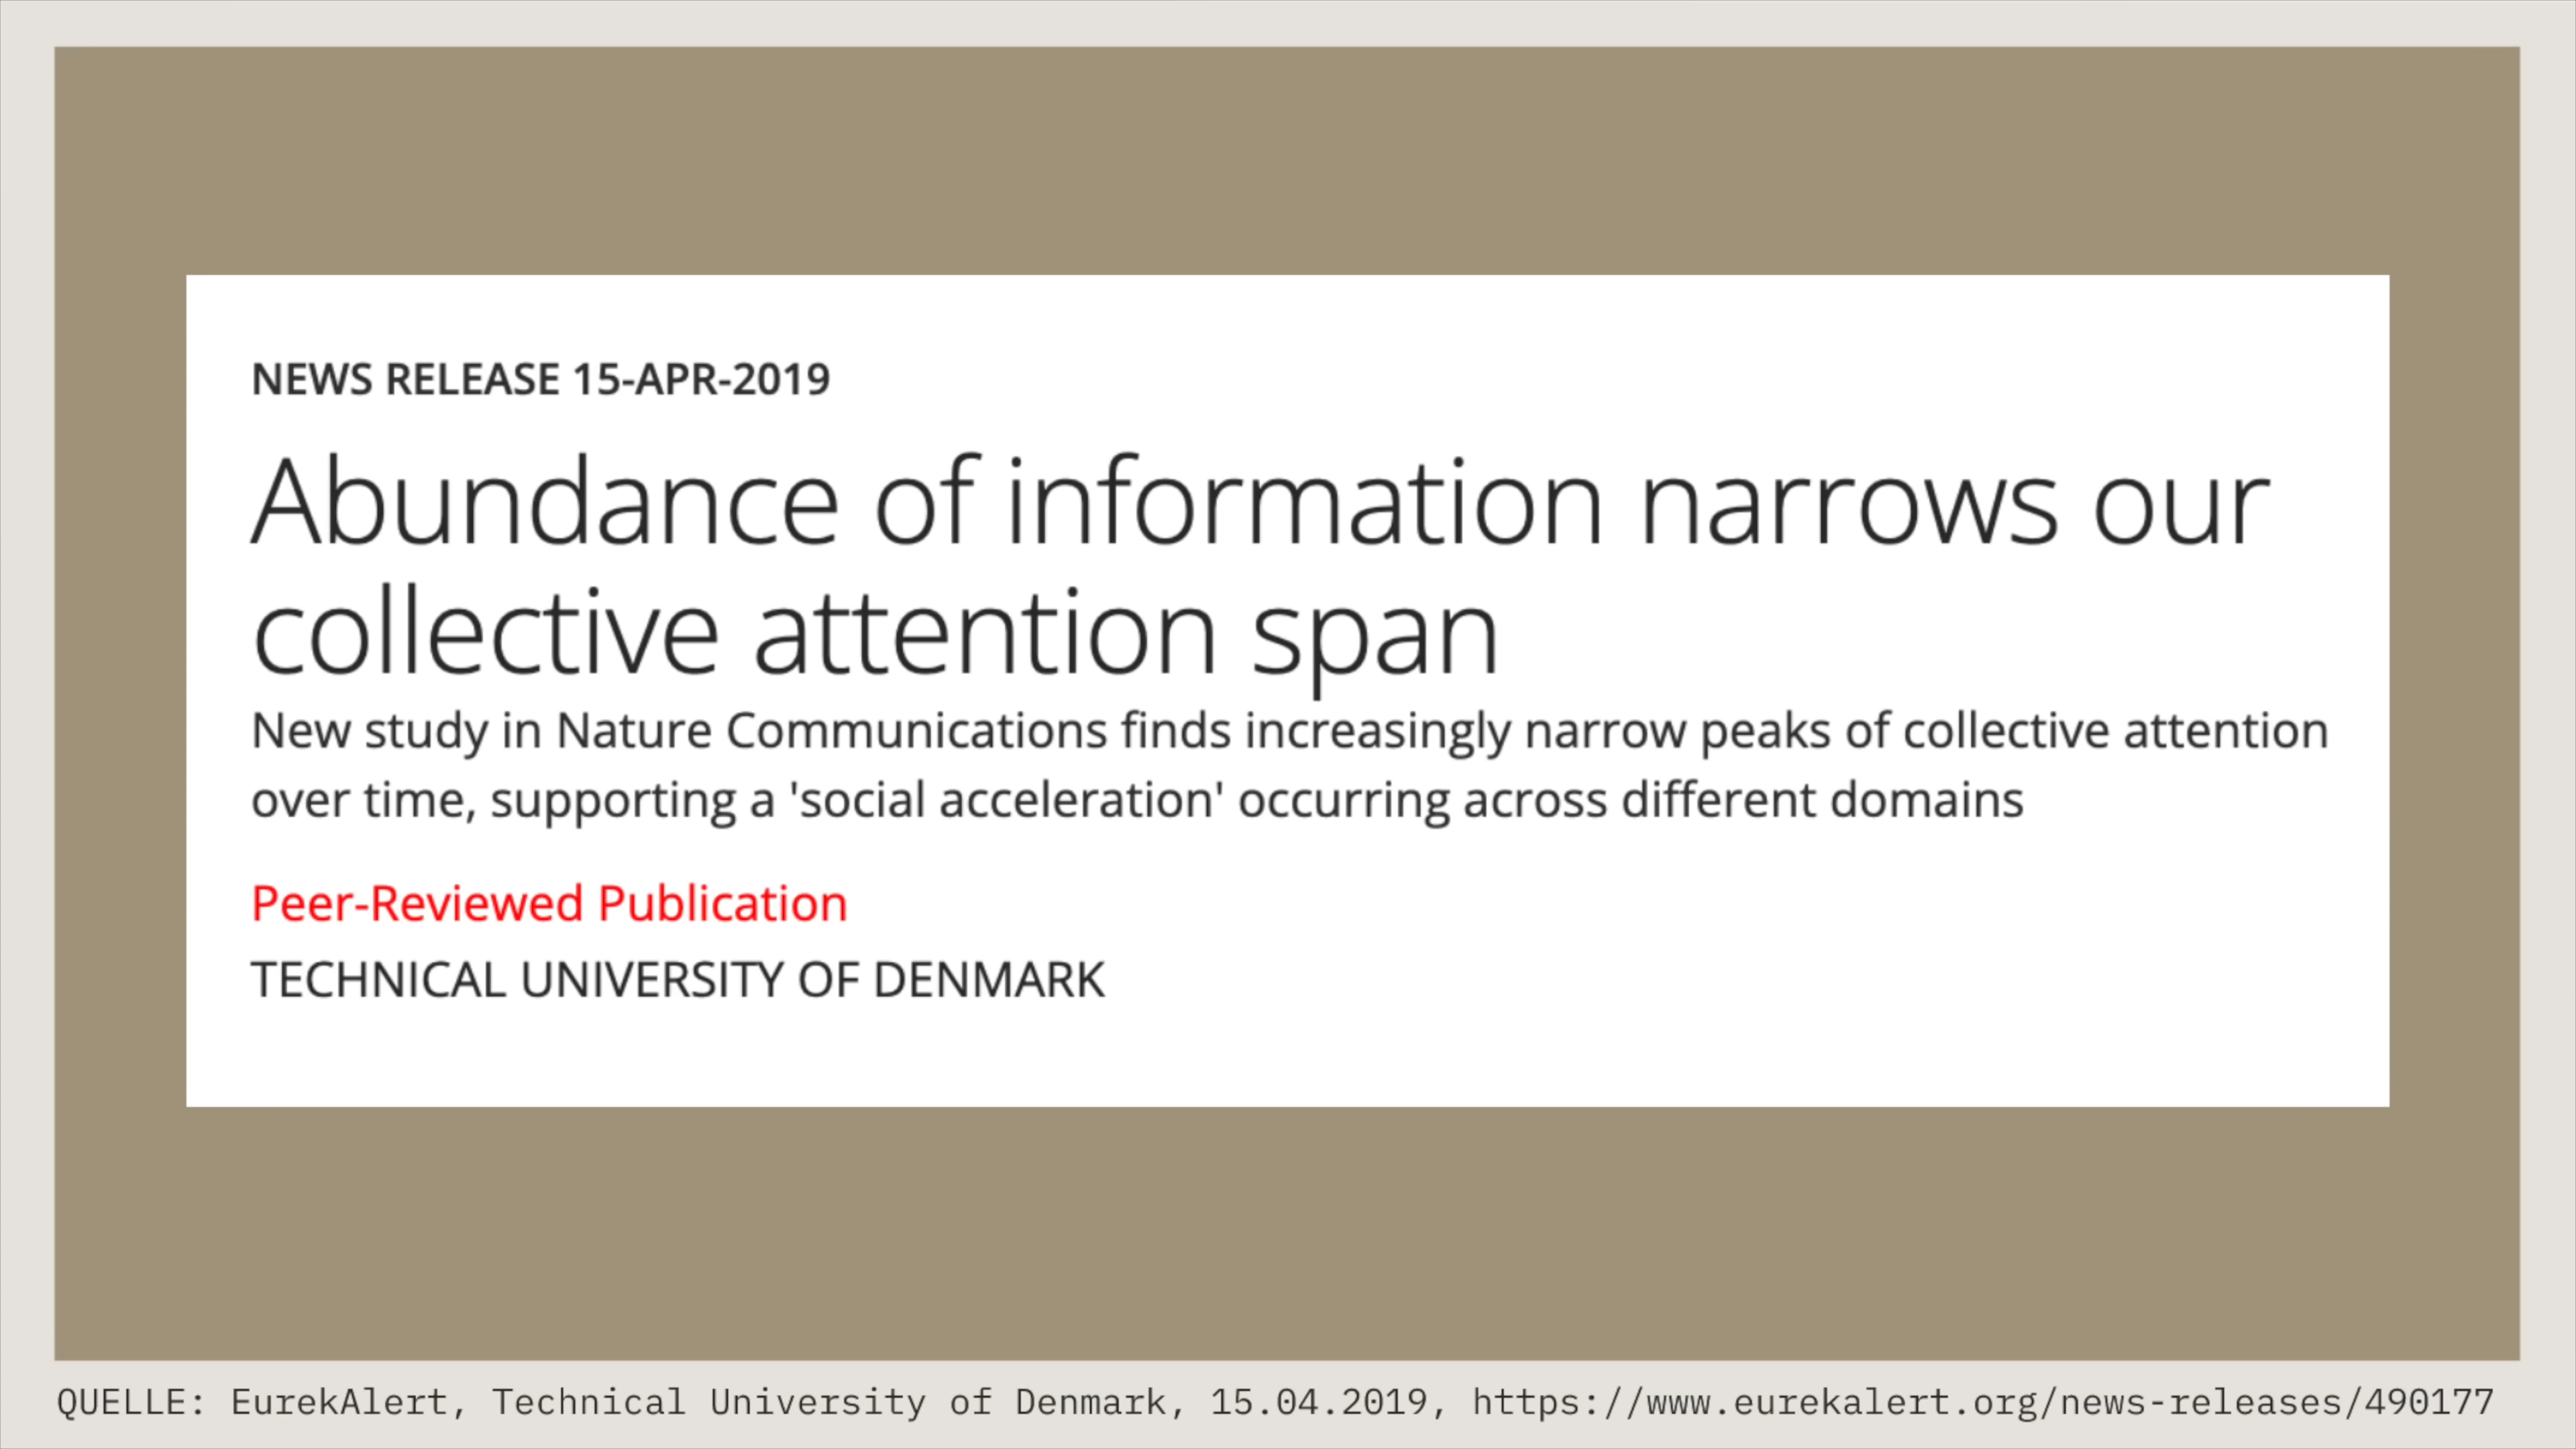 NEWS RELEASE 15-APR-2019
Abundance of information narrows our
collective attention span
New study in Nature Communications finds increasingly narrow peaks of collective attention
over time, supporting a 'social acceleration' occurring across different domains
Peer-Reviewed Publication
TECHNICAL UNIVERSITY OF DENMARK
QUELLE: EurekAlert, Technical University of Denmark, 15.04.2019, https://www.eurekalert.org/news-releases/490177